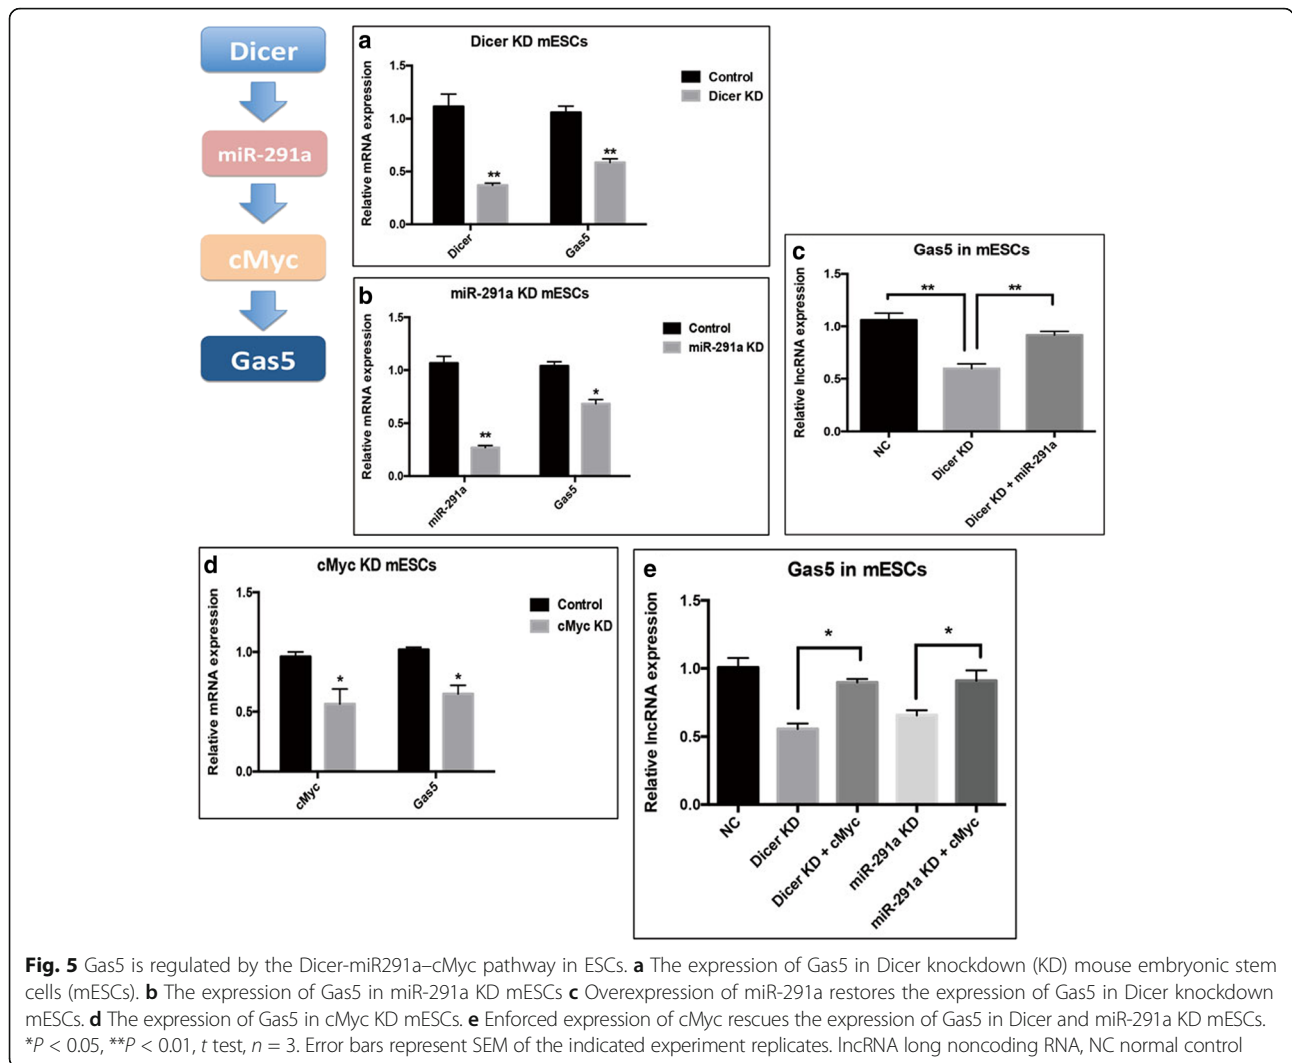 Dicer
miR-291a
cMyc
Gas5
a
Dicer KD mESCs
Relative mRNA expression
1.5
1.0
0.5
0.0
**
**
Dicer
Gas5
Control
Dicer KD
b
miR-291a KD mESCs
Relative mRNA expression
1.5
1.0
0.5
0.0
**
*
miR-291a
Gas5
Control
miR-291a KD
c
Gas5 in mESCs
Relative lncRNA expression
1.5
1.0
0.5
0.0
**
**
NC
Dicer KD
Dicer KD + miR-291a
d
cMyc KD mESCs
Relative mRNA expression
1.5
1.0
0.5
0.0
*
*
cMyc
Gas5
Control
cMyc KD
e
Gas5 in mESCs
Relative lncRNA expression
1.5
1.0
0.5
0.0
*
*
NC
Dicer KD
Dicer KD + cMyc
miR-291a KD
miR-291a KD + cMyc
Fig. 5 Gas5 is regulated by the Dicer-miR291a–cMyc pathway in ESCs. a The expression of Gas5 in Dicer knockdown (KD) mouse embryonic stem
cells (mESCs). b The expression of Gas5 in miR-291a KD mESCs c Overexpression of miR-291a restores the expression of Gas5 in Dicer knockdown
mESCs. d The expression of Gas5 in cMyc KD mESCs. e Enforced expression of cMyc rescues the expression of Gas5 in Dicer and miR-291a KD mESCs.
*P < 0.05, **P < 0.01, t test, n = 3. Error bars represent SEM of the indicated experiment replicates. lncRNA long noncoding RNA, NC normal control